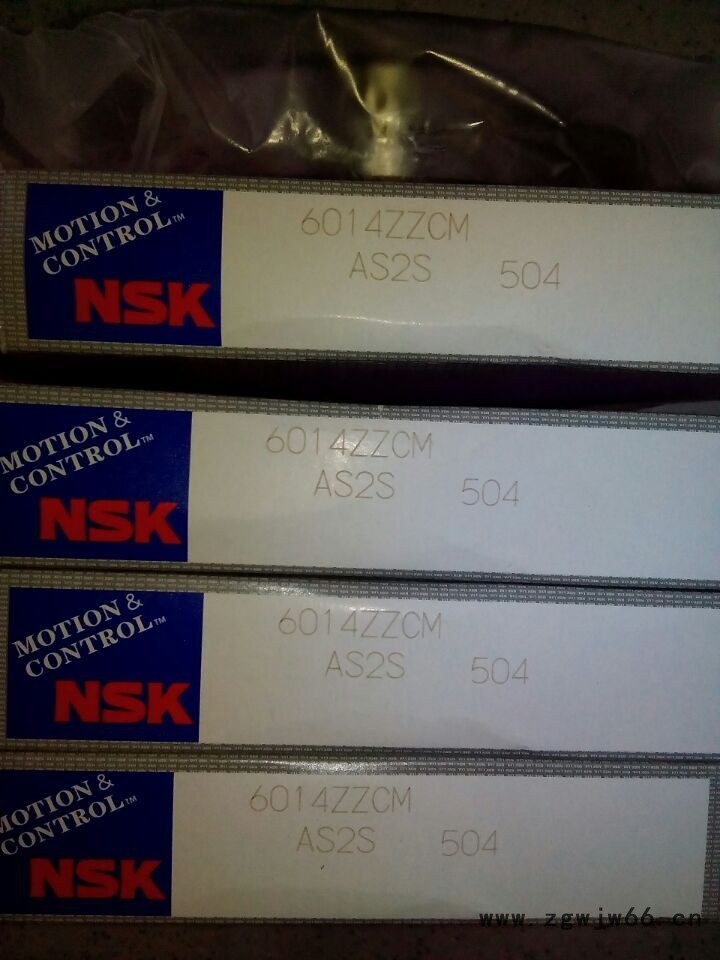 MOTION &
CONTROL™
NSK
6014ZZCM
AS2S 504
MOTION &
CONTROL™
NSK
6014ZZCM
AS2S 504
MOTION &
CONTROL™
NSK
6014ZZCM
AS2S 504
MOTION &
CONTROL™
NSK
6014ZZCM
AS2S 504
www.zgwjw66.cn